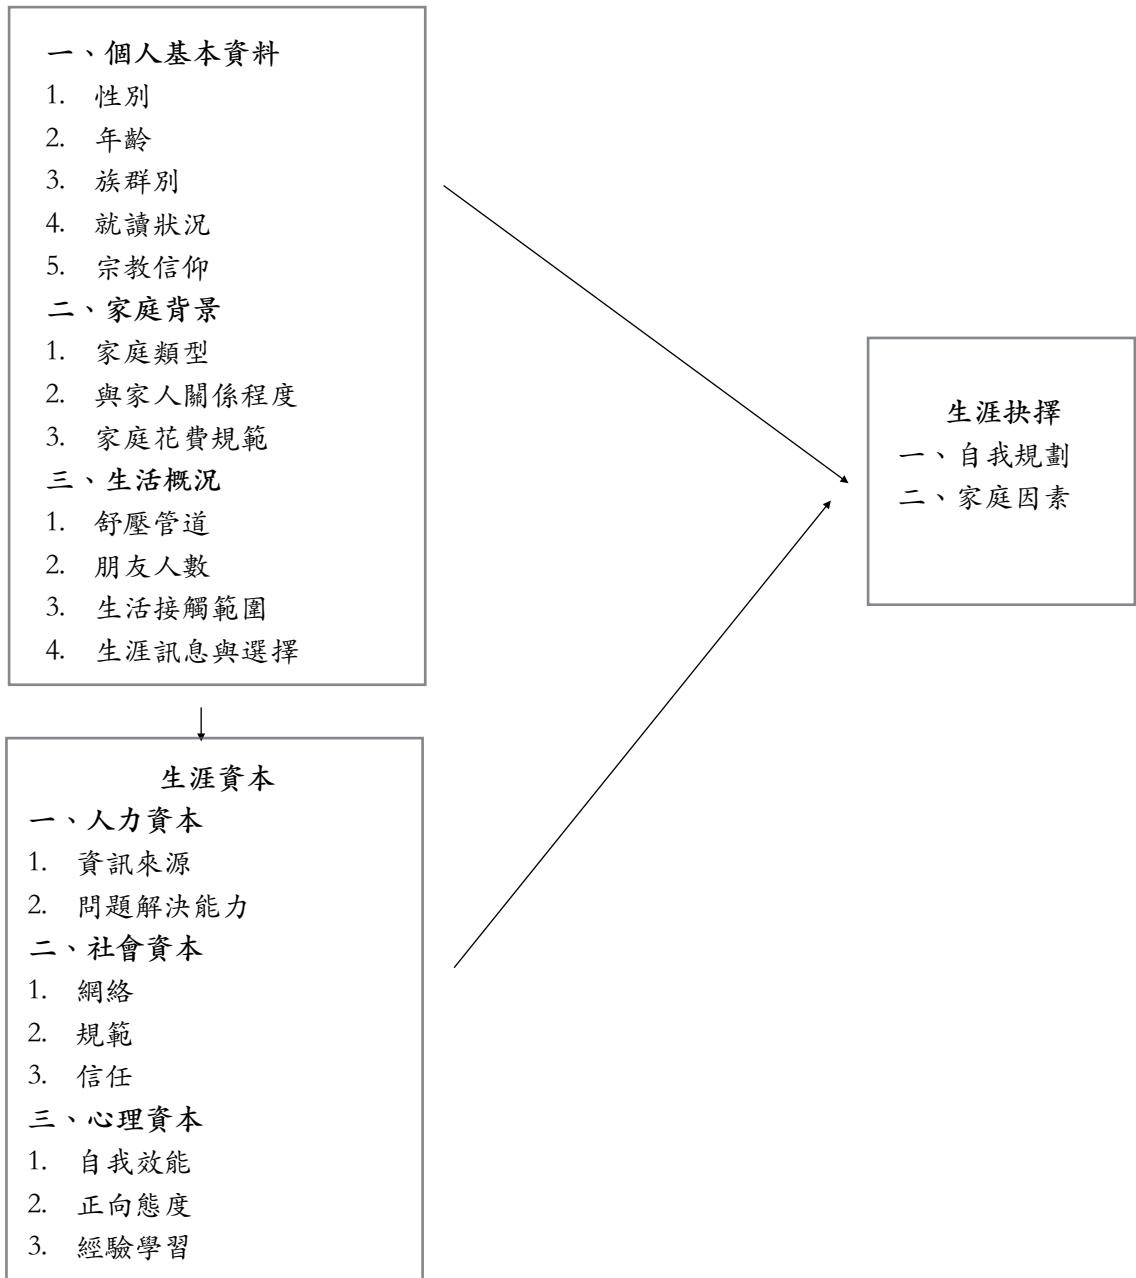 一、個人基本資料
1. 性別
2. 年齡
3. 族群別
4. 就讀狀況
5. 宗教信仰
二、家庭背景
1. 家庭類型
2. 與家人關係程度
3. 家庭花費規範
三、生活概況
1. 舒壓管道
2. 朋友人數
3. 生活接觸範圍
4. 生涯訊息與選擇
生涯抉擇
一、自我規劃
二、家庭因素
生涯資本
一、人力資本
1. 資訊來源
2. 問題解決能力
二、社會資本
1. 網絡
2. 規範
3. 信任
三、心理資本
1. 自我效能
2. 正向態度
3. 經驗學習